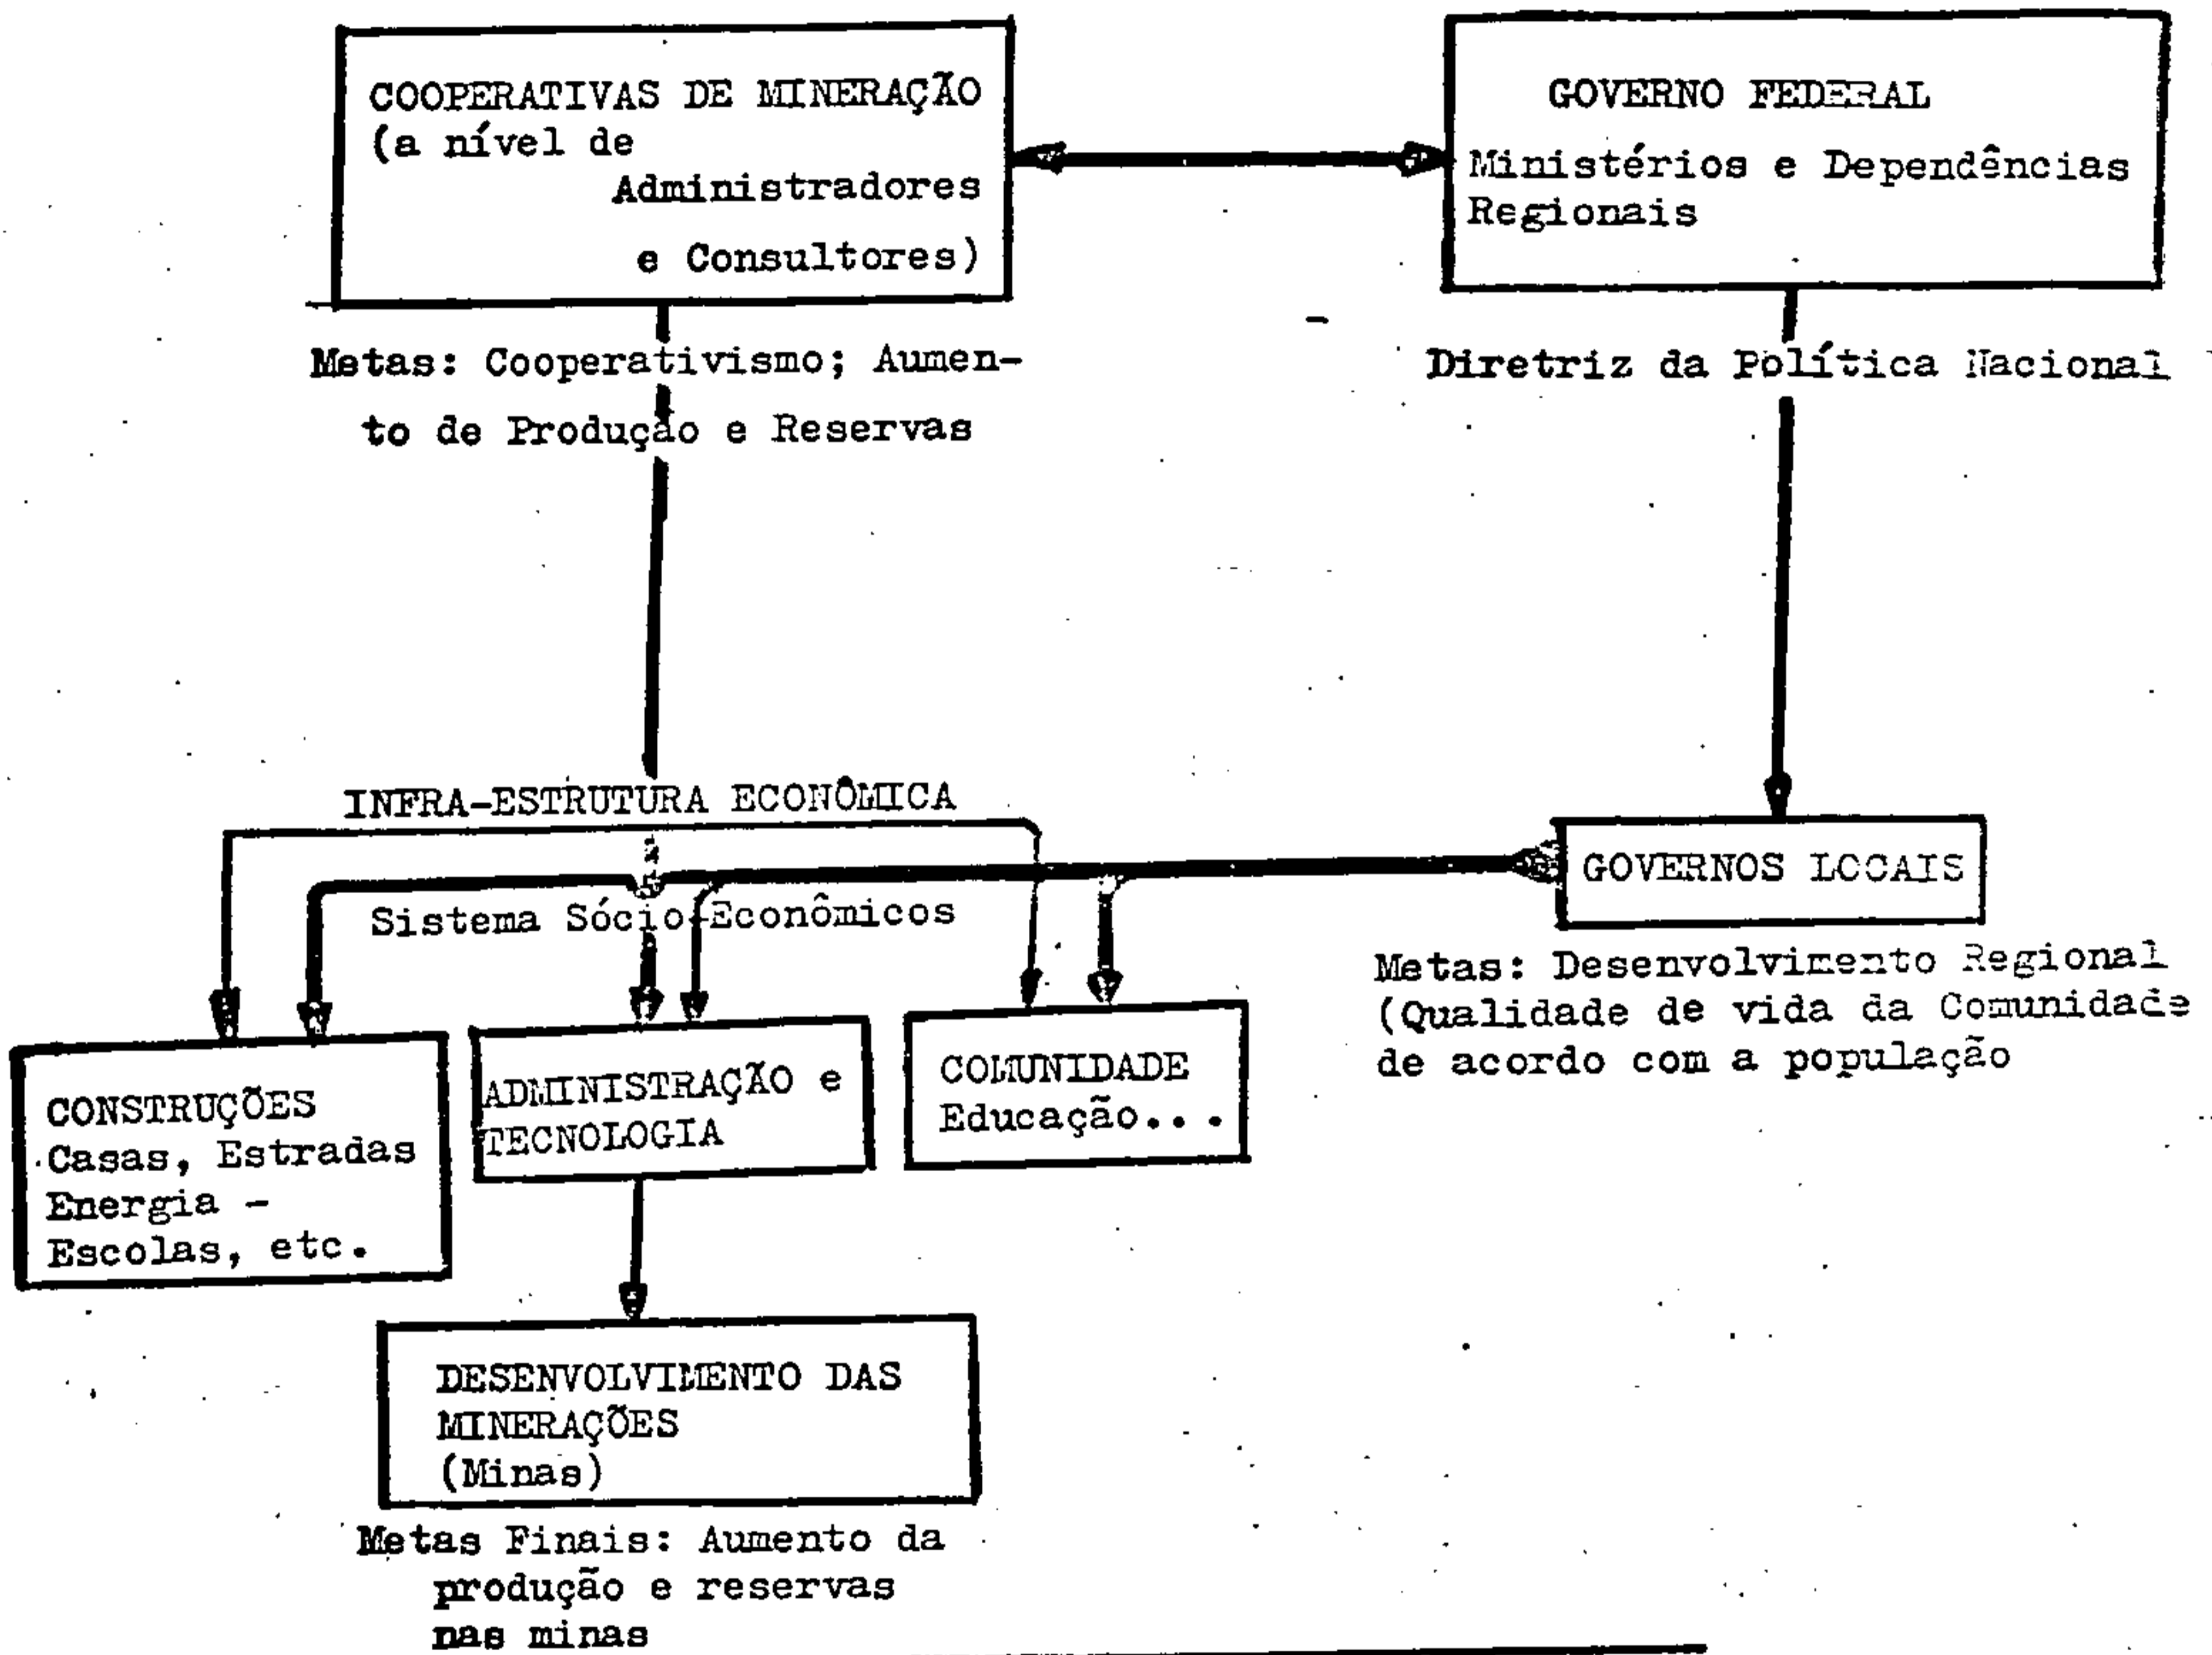 COOPERATIVAS DE MINERAÇÃO
(a nível de
Administradores
e Consultores)
GOVERNO FEDERAL
Ministérios e Dependências
Regionais
Metas: Cooperativismo; Aumen-
to de Produção e Reservas
Diretriz da Política Nacional
INFRA-ESTRUTURA ECONÔMICA
Sistema Sócio-Econômicos
GOVERNOS LOCAIS
Metas: Desenvolvimento Regional
(Qualidade de vida da Comunidade
de acordo com a população
CONSTRUÇÕES
Casas, Estradas
Energia -
Escolas, etc.
ADMINISTRAÇÃO e
TECNOLOGIA
COMUNIDADE
Educação...
DESENVOLVIMENTO DAS
MINERAÇÕES
(Minas)
Metas Finais: Aumento da
produção e reservas
nas minas